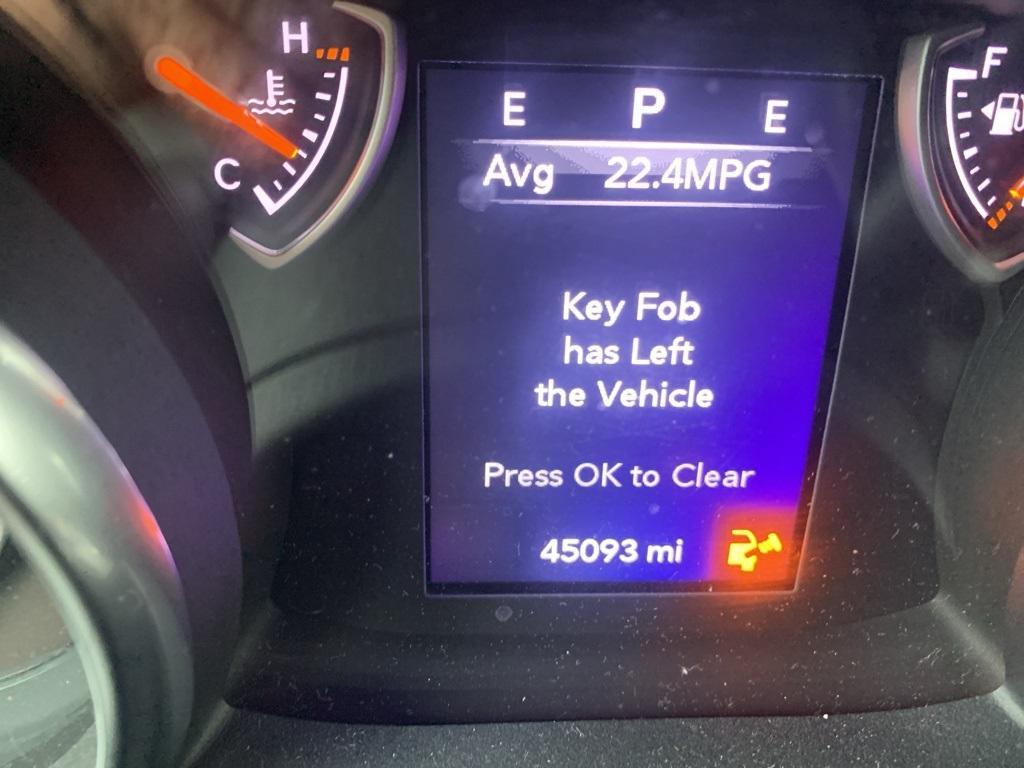 H
C
E P E
Avg 22.4MPG
F
Key Fob
has Left
the Vehicle
Press OK to Clear
45093 mi